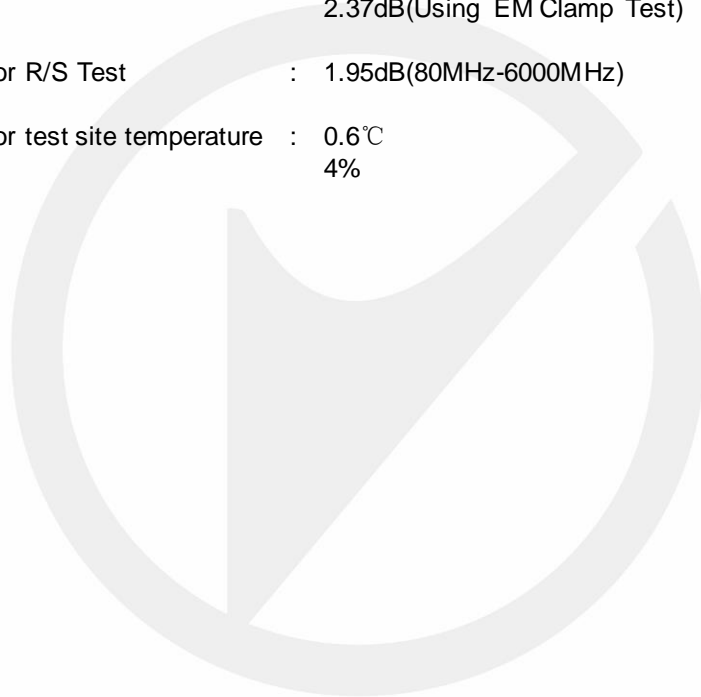 2.37dB(Using EM Clamp Test)
or R/S Test : 1.95dB(80MHz-6000MHz)
or test site temperature : 0.6℃
4%